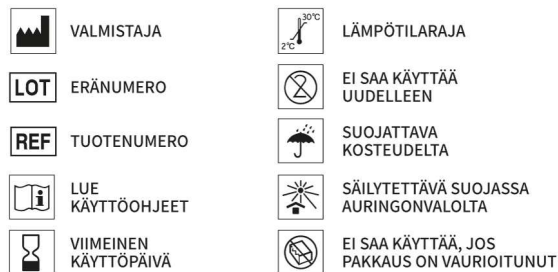 VALMISTAJA
LOT
ERÄNUMERO
REF
TUOTENUMERO
LUE
KÄYTTÖOHJEET
VIIMEINEN
KÄYTTÖPÄIVÄ
30°C
2°C
LÄMPÖTILARAJA
2
EI SAA KÄYTTÄÄ
UUDELLEEN
SUOJATTAVA
KOSTEUDELTA
SÄILYTETTÄVÄ SUOJASSA
AURINGONVALOLTA
EI SAA KÄYTTÄÄ, JOS
PAKKAUS ON VAURIOITUNUT